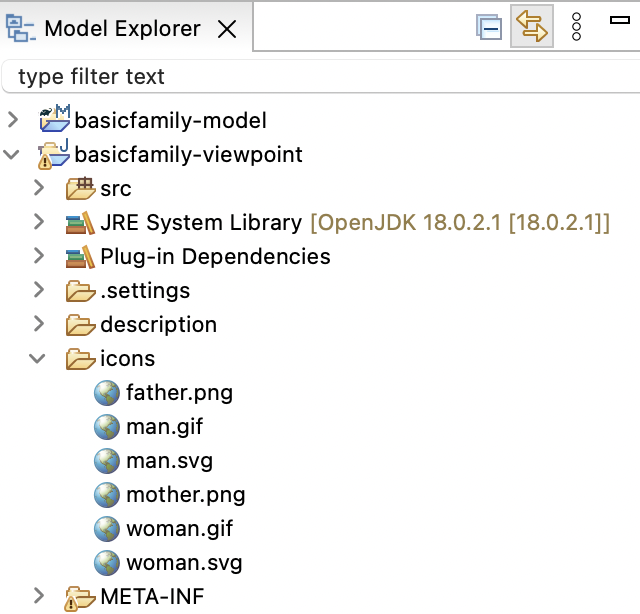 Model Explorer
type filter text
basicfamily-model
basicfamily-viewpoint
src
JRE System Library [OpenJDK 18.0.2.1 [18.0.2.1]]
Plug-in Dependencies
.settings
description
icons
father.png
man.gif
man.svg
mother.png
woman.gif
woman.svg
META-INF